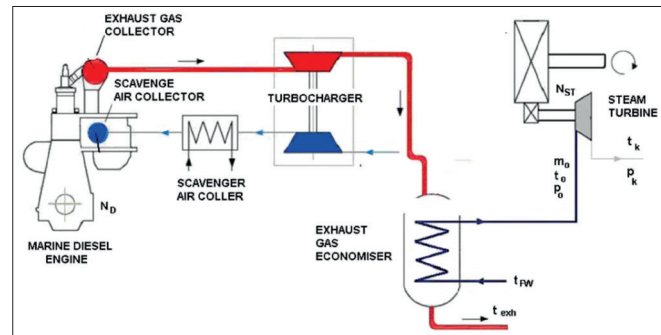 EXHAUST GAS
COLLECTOR
SCAVENGE
AIR COLLECTOR
TURBOCHARGER
N_ST
STEAM
TURBINE
t_k
p_k
m_o
t_o
p_o
SCAVENGER
AIR COLLER
N_D
MARINE DIESEL
ENGINE
EXHAUST
GAS
ECONOMISER
t_FW
t_exh